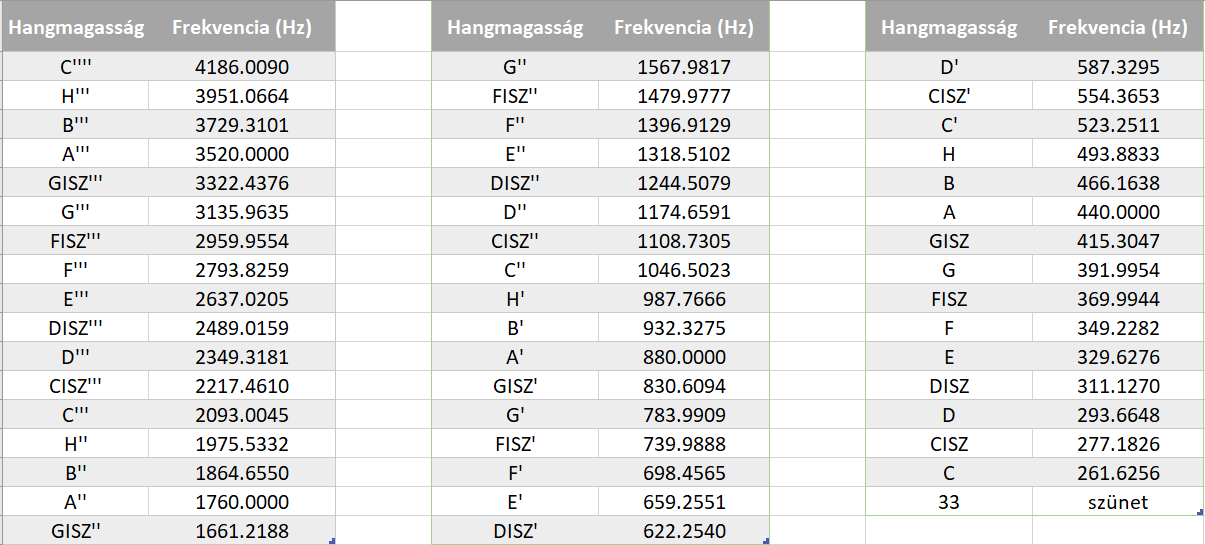 Hangmagasság Frekvencia (Hz) Hangmagasság Frekvencia (Hz) Hangmagasság Frekvencia (Hz)
C'''' 4186.0090 G'' 1567.9817 D' 587.3295
H''' 3951.0664 FISZ'' 1479.9777 CISZ' 554.3653
B''' 3729.3101 F'' 1396.9129 C' 523.2511
A''' 3520.0000 E'' 1318.5102 H 493.8833
GISZ''' 3322.4376 DISZ'' 1244.5079 B 466.1638
G''' 3135.9635 D'' 1174.6591 A 440.0000
FISZ''' 2959.9554 CISZ'' 1108.7305 GISZ 415.3047
F''' 2793.8259 C'' 1046.5023 G 391.9954
E''' 2637.0205 H' 987.7666 FISZ 369.9944
DISZ''' 2489.0159 B' 932.3275 F 349.2282
D''' 2349.3181 A' 880.0000 E 329.6276
CISZ''' 2217.4610 GISZ' 830.6094 DISZ 311.1270
C''' 2093.0045 G' 783.9909 D 293.6648
H'' 1975.5332 FISZ' 739.9888 CISZ 277.1826
B'' 1864.6550 F' 698.4565 C 261.6256
A'' 1760.0000 E' 659.2551 33 szünet
GISZ'' 1661.2188 DISZ' 622.2540